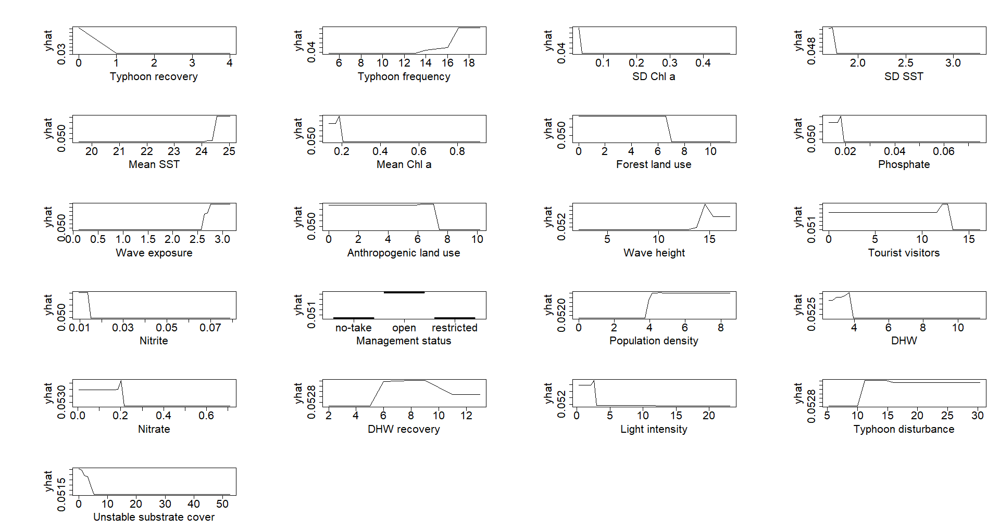 yhat
0.03
0 1 2 3 4
Typhoon recovery
yhat
0.04
6 8 10 12 14 16 18
Typhoon frequency
yhat
0.04
0.1 0.2 0.3 0.4
SD Chl a
yhat
0.048
2.0 2.5 3.0
SD SST
yhat
0.050
20 21 22 23 24 25
Mean SST
yhat
0.050
0.2 0.4 0.6 0.8
Mean Chl a
yhat
0.050
0 2 4 6 8 10
Forest land use
yhat
0.050
0.02 0.04 0.06
Phosphate
yhat
0.050
0.0 0.5 1.0 1.5 2.0 2.5 3.0
Wave exposure
yhat
0.050
0 2 4 6 8 10
Anthropogenic land use
yhat
0.052
5 10 15
Wave height
yhat
0.051
0 5 10 15
Tourist visitors
yhat
0.050
0.01 0.03 0.05 0.07
Nitrite
yhat
0.051
no-take open restricted
Management status
yhat
0.0520
0 2 4 6 8
Population density
yhat
0.0525
4 6 8 10
DHW
yhat
0.0530
0.0 0.2 0.4 0.6
Nitrate
yhat
0.0528
2 4 6 8 10 12
DHW recovery
yhat
0.052
0 5 10 15 20
Light intensity
yhat
0.0528
5 10 15 20 25 30
Typhoon disturbance
yhat
0.0515
0 10 20 30 40 50
Unstable substrate cover